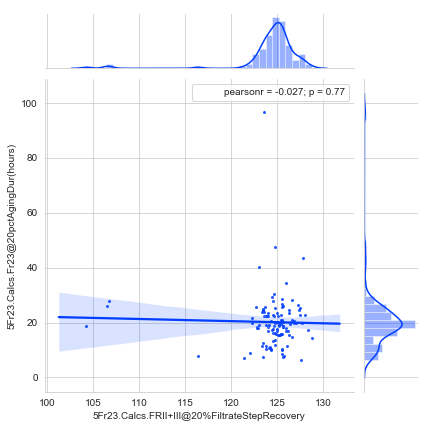 pearsonr = -0.027; p = 0.77
100
80
60
40
20
0
5Fr23.Calcs.Fr23@20pctAgingDur(hours)
100 105 110 115 120 125 130
5Fr23.Calcs.FRII+III@20%FiltrateStepRecovery